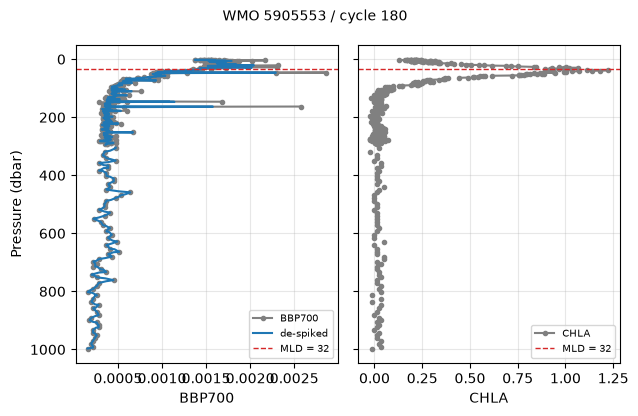 WMO 5905553 / cycle 180
0
200
400
600
800
1000
Pressure (dbar)
BBP700
de-spiked
MLD = 32
0.0005 0.0010 0.0015 0.0020 0.0025
BBP700
CHLA
MLD = 32
0.00 0.25 0.50 0.75 1.00 1.25
CHLA